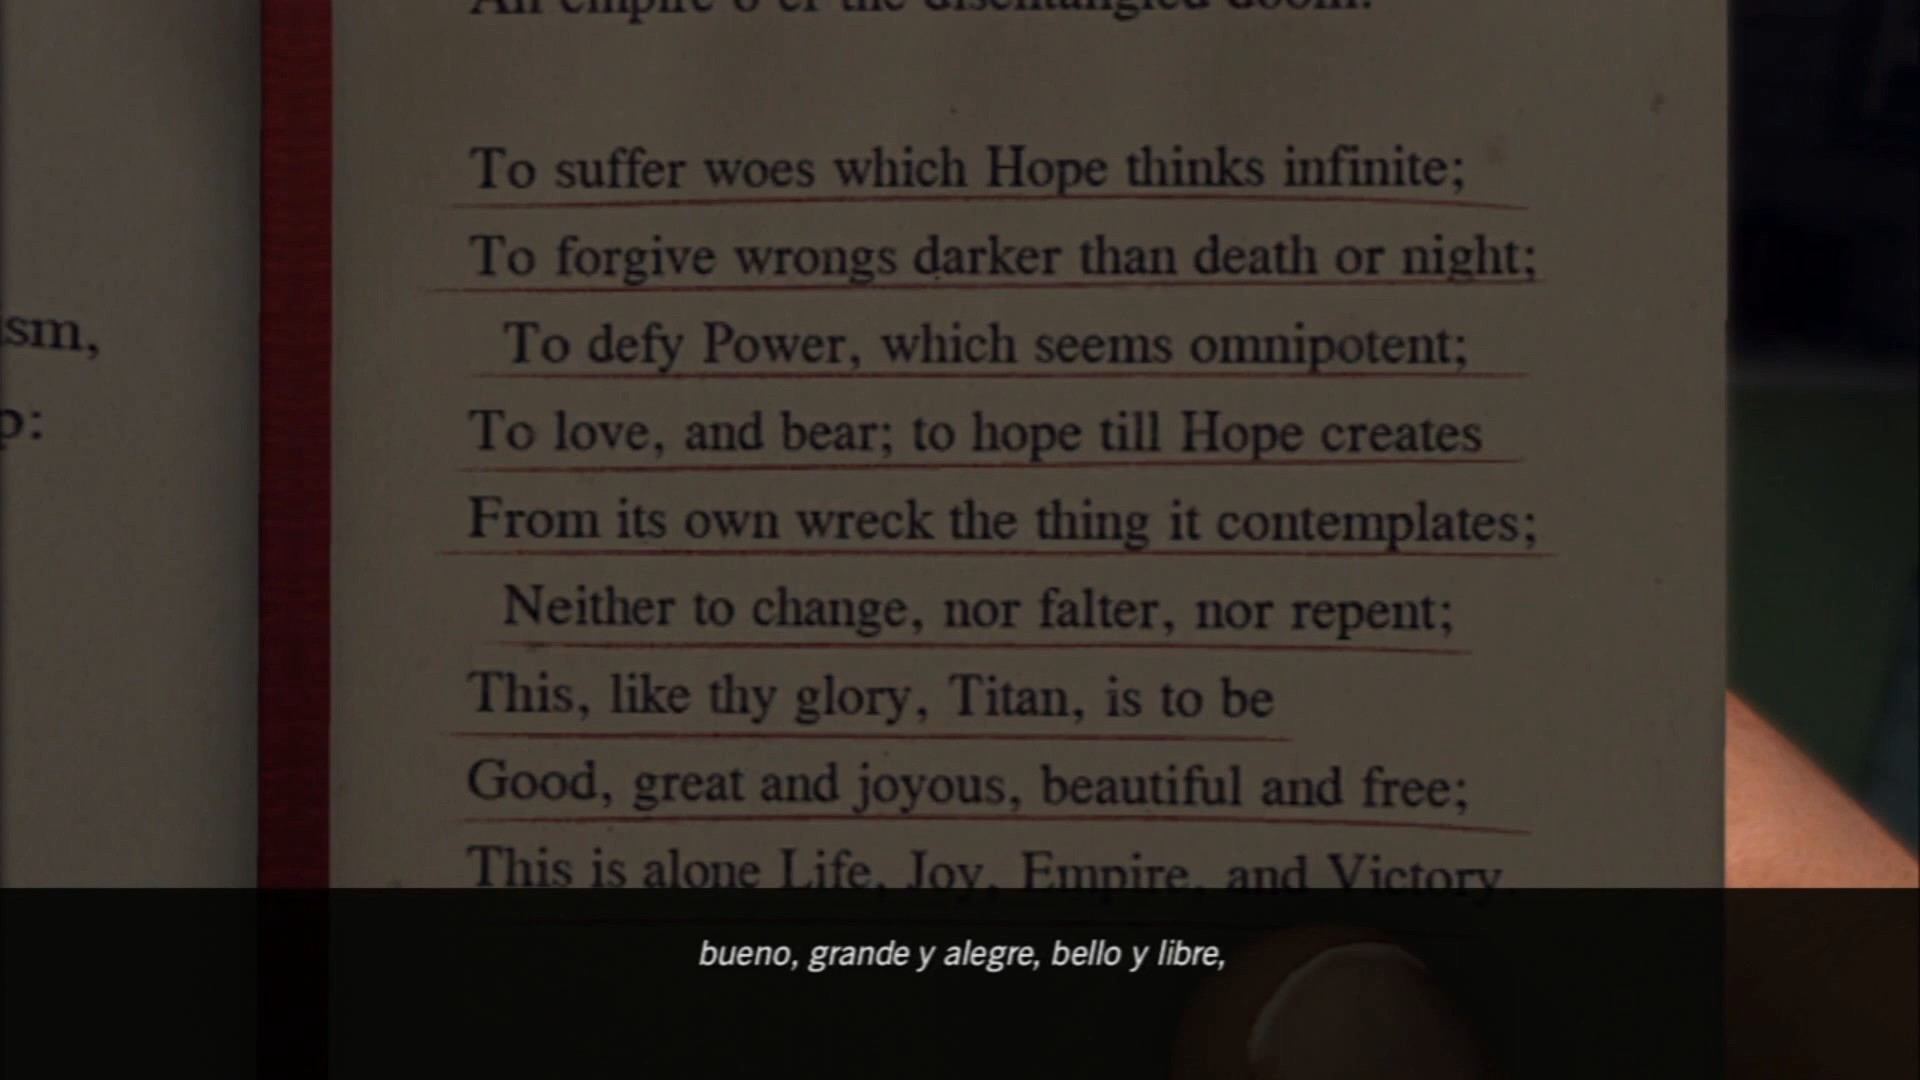 An empire o'er the disentangled doom.
To suffer woes which Hope thinks infinite;
To forgive wrongs darker than death or night;
ism,
To defy Power, which seems omnipotent;
p:
To love, and bear; to hope till Hope creates
From its own wreck the thing it contemplates;
Neither to change, nor falter, nor repent;
This, like thy glory, Titan, is to be
Good, great and joyous, beautiful and free;
This is alone Life, Joy, Empire, and Victory
bueno, grande y alegre, bello y libre,